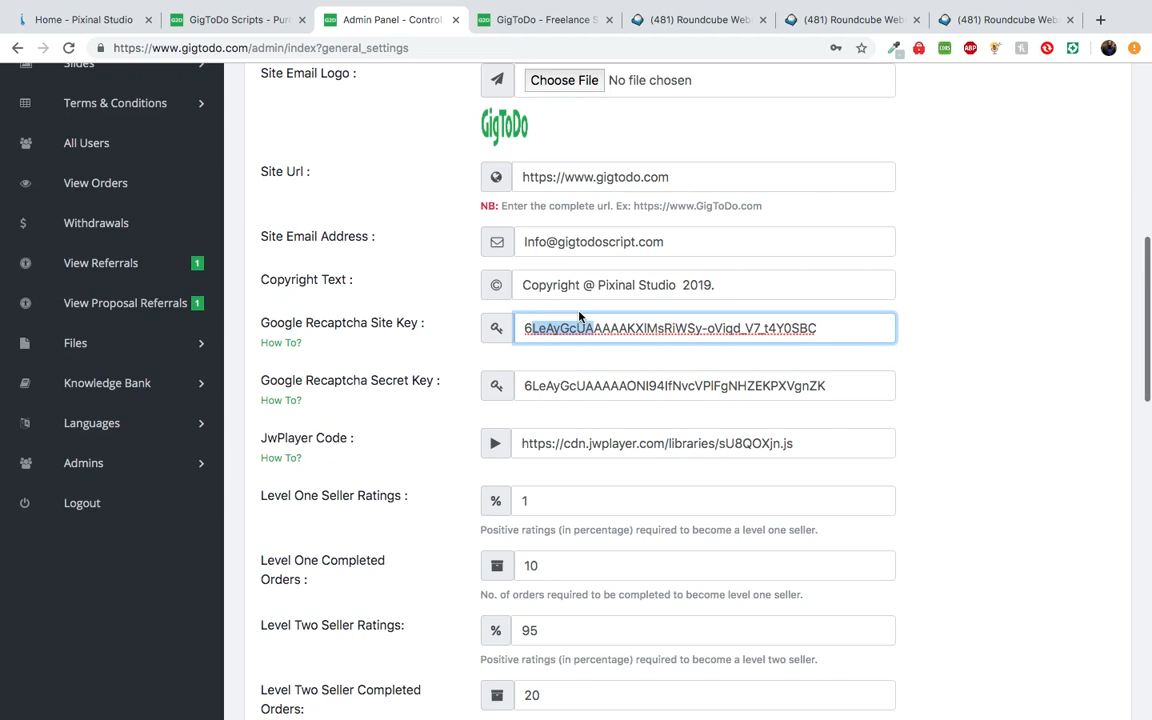 Home - Pixinal Studio
GigToDo Scripts - Pur
Admin Panel - Control
GigToDo - Freelance S
(481) Roundcube Web
(481) Roundcube Web
(481) Roundcube Web
https://www.gigtodo.com/admin/index?general_settings
ABP
Slides
Terms & Conditions
All Users
View Orders
Withdrawals
View Referrals 1
View Proposal Referrals 1
Files
Knowledge Bank
Languages
Admins
Logout
Site Email Logo :
Choose File No file chosen
GigToDo
Site Url :
https://www.gigtodo.com
NB: Enter the complete url. Ex: https://www.GigToDo.com
Site Email Address :
Info@gigtodoscript.com
Copyright Text :
Copyright @ Pixinal Studio 2019.
Google Recaptcha Site Key :
6LeAyGcUAAAAAKXIMsRiWSy-oViqd_V7_t4Y0SBC
How To?
Google Recaptcha Secret Key :
6LeAyGcUAAAAAONI94IfNvcVPlFgNHZEKPXVgnZK
How To?
JwPlayer Code :
https://cdn.jwplayer.com/libraries/sU8QOXjn.js
How To?
Level One Seller Ratings :
% 1
Positive ratings (in percentage) required to become a level one seller.
Level One Completed
Orders :
10
No. of orders required to be completed to become level one seller.
Level Two Seller Ratings:
% 95
Positive ratings (in percentage) required to become a level two seller.
Level Two Seller Completed
Orders:
20